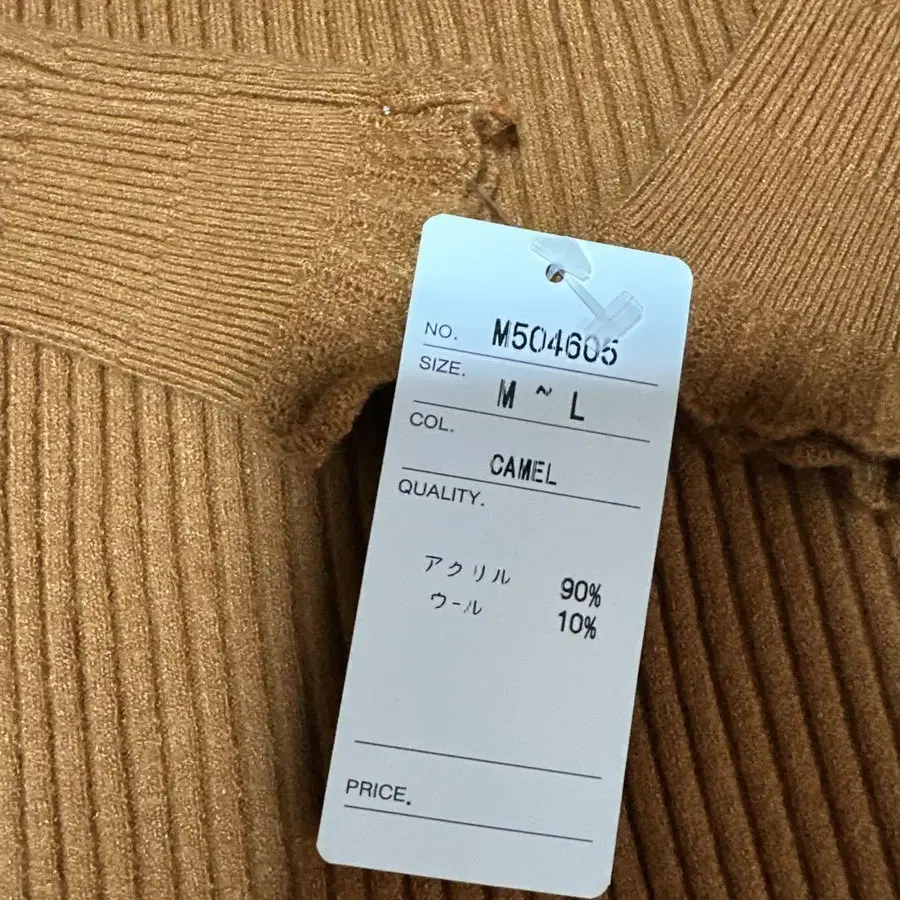 NO. M504605
SIZE. M ~ L
COL.
CAMEL
QUALITY.
アクリル 90%
ウール 10%
PRICE.